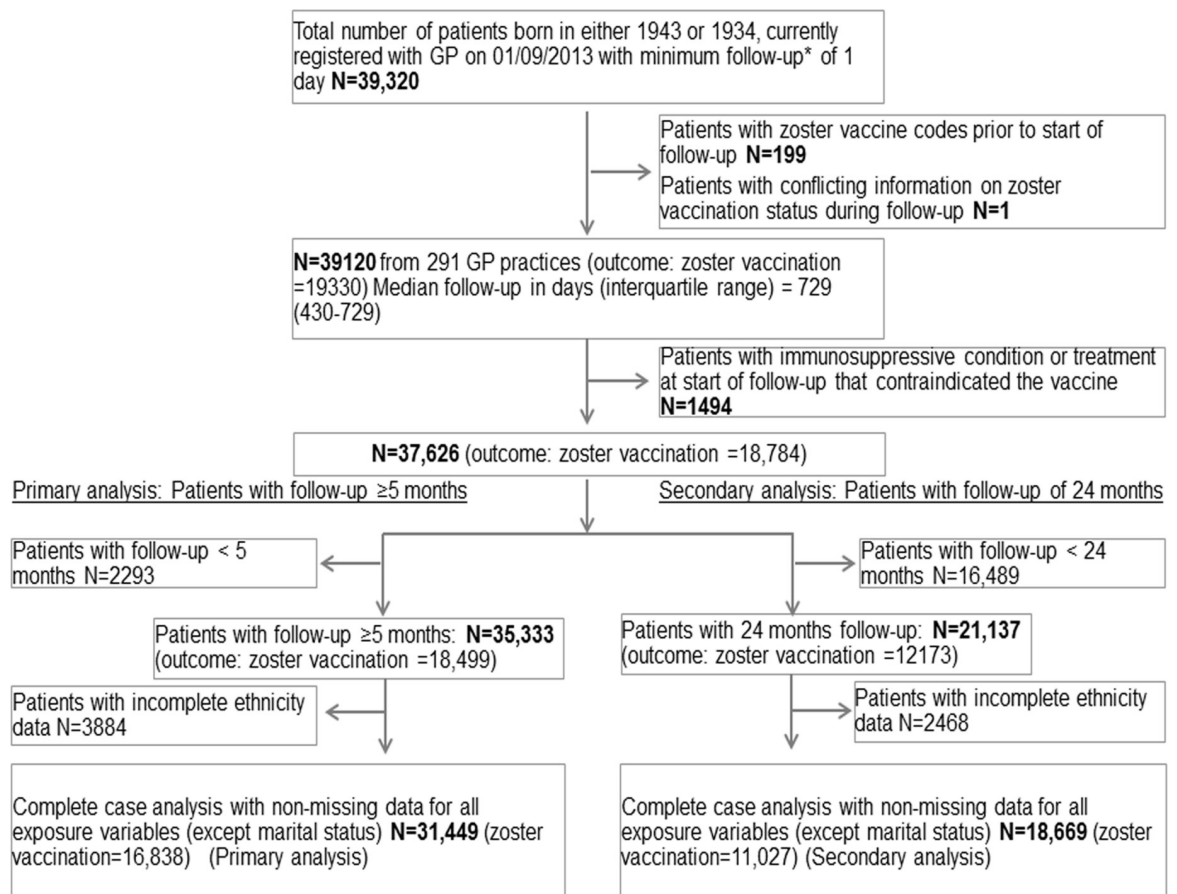 Total number of patients born in either 1943 or 1934, currently
registered with GP on 01/09/2013 with minimum follow-up* of 1
day N=39,320
Patients with zoster vaccine codes prior to start of
follow-up N=199
Patients with conflicting information on zoster
vaccination status during follow-up N=1
N=39120 from 291 GP practices (outcome: zoster vaccination
=19330) Median follow-up in days (interquartile range) = 729
(430-729)
Patients with immunosuppressive condition or treatment
at start of follow-up that contraindicated the vaccine
N=1494
N=37,626 (outcome: zoster vaccination =18,784)
Primary analysis: Patients with follow-up ≥5 months
Secondary analysis: Patients with follow-up of 24 months
Patients with follow-up < 5
months N=2293
Patients with follow-up < 24
months N=16,489
Patients with follow-up ≥5 months: N=35,333
(outcome: zoster vaccination =18,499)
Patients with 24 months follow-up: N=21,137
(outcome: zoster vaccination =12173)
Patients with incomplete ethnicity
data N=3884
Patients with incomplete ethnicity
data N=2468
Complete case analysis with non-missing data for all
exposure variables (except marital status) N=31,449 (zoster
vaccination=16,838) (Primary analysis)
Complete case analysis with non-missing data for all
exposure variables (except marital status) N=18,669 (zoster
vaccination=11,027) (Secondary analysis)